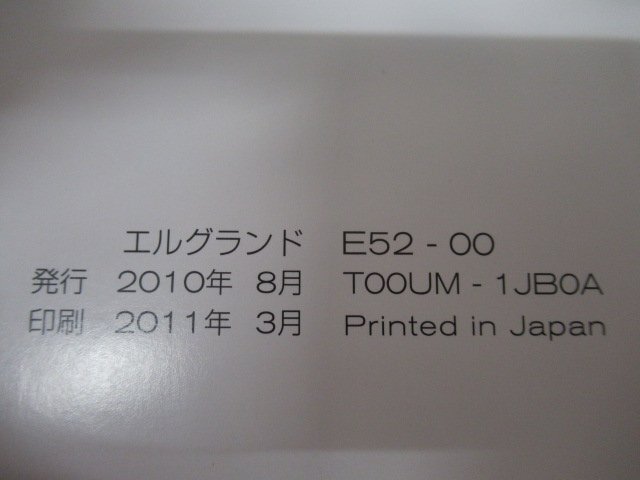 エルグランド E52 - 00
発行 2010年 8月 T00UM - 1JB0A
印刷 2011年 3月 Printed in Japan